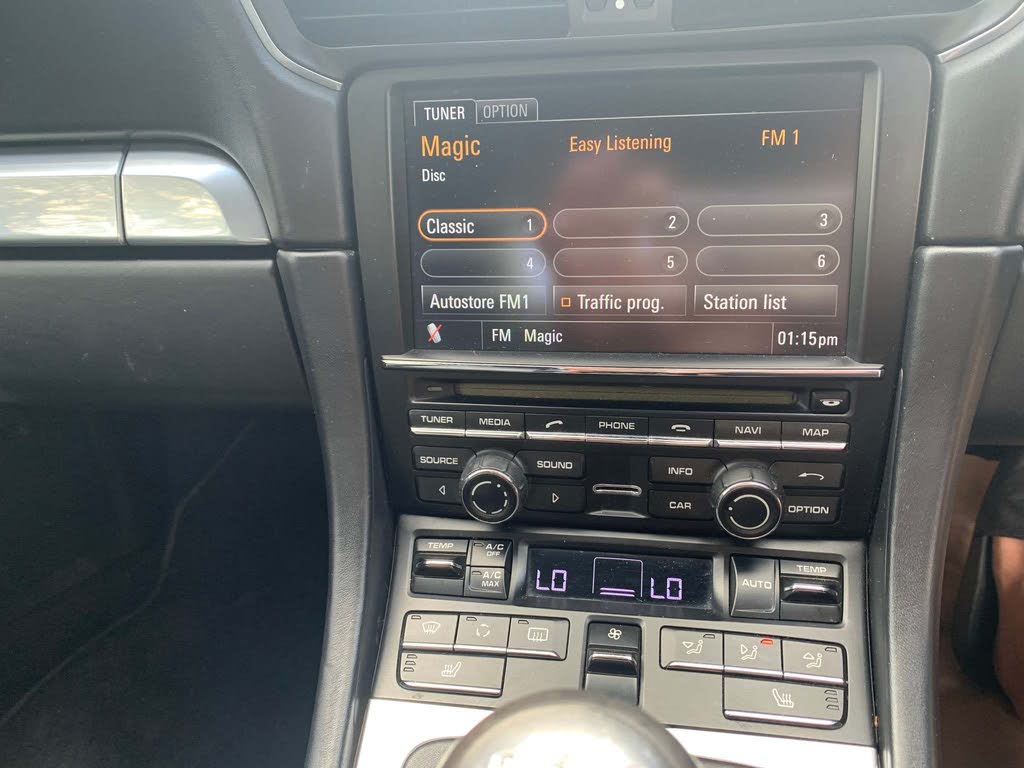 TUNER OPTION
Magic Easy Listening FM 1
Disc
Classic 1 2 3
4 5 6
Autostore FM1 Traffic prog. Station list
FM Magic 01:15pm
TUNER MEDIA PHONE NAVI MAP
SOURCE SOUND INFO
CAR OPTION
TEMP A/C OFF LO LO AUTO TEMP
A/C MAX